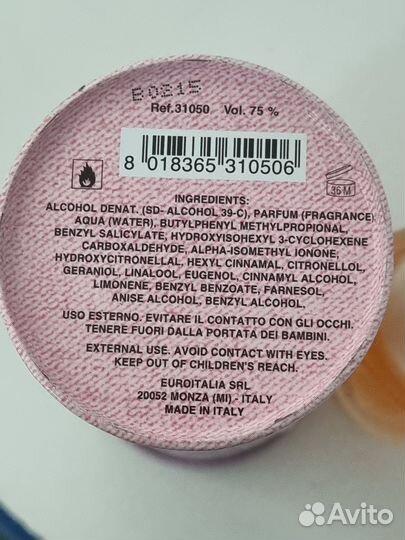 B0315
Ref.31050 Vol. 75 %
8 018365 310506
36 M
INGREDIENTS:
ALCOHOL DENAT. (SD- ALCOHOL 39-C), PARFUM (FRAGRANCE)
AQUA (WATER), BUTYLPHENYL METHYLPROPIONAL,
BENZYL SALICYLATE, HYDROXYISOHEXYL 3-CYCLOHEXENE
CARBOXALDEHYDE, ALPHA-ISOMETHYL IONONE,
HYDROXYCITRONELLAL, HEXYL CINNAMAL, CITRONELLOL,
GERANIOL, LINALOOL, EUGENOL, CINNAMYL ALCOHOL,
LIMONENE, BENZYL BENZOATE, FARNESOL,
ANISE ALCOHOL, BENZYL ALCOHOL.
USO ESTERNO. EVITARE IL CONTATTO CON GLI OCCHI.
TENERE FUORI DALLA PORTATA DEI BAMBINI.
EXTERNAL USE. AVOID CONTACT WITH EYES.
KEEP OUT OF CHILDREN'S REACH.
EUROITALIA SRL
20052 MONZA (MI) - ITALY
MADE IN ITALY
Avito